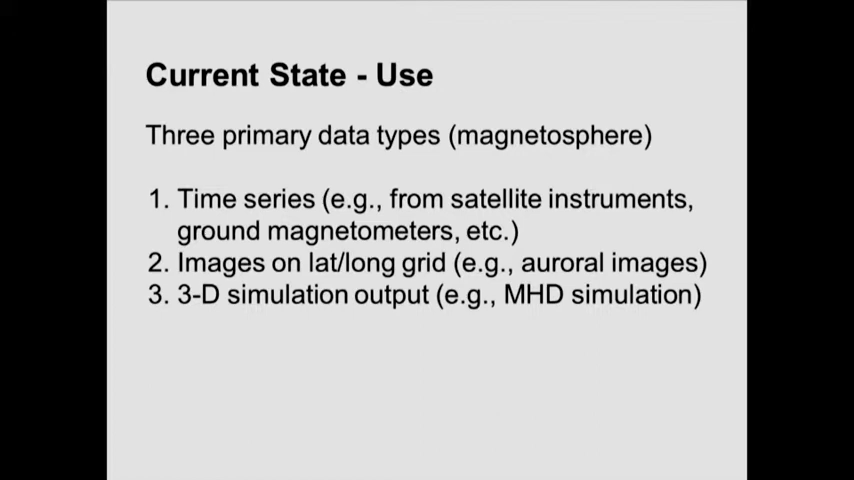 Current State - Use
Three primary data types (magnetosphere)
1. Time series (e.g., from satellite instruments,
ground magnetometers, etc.)
2. Images on lat/long grid (e.g., auroral images)
3. 3-D simulation output (e.g., MHD simulation)